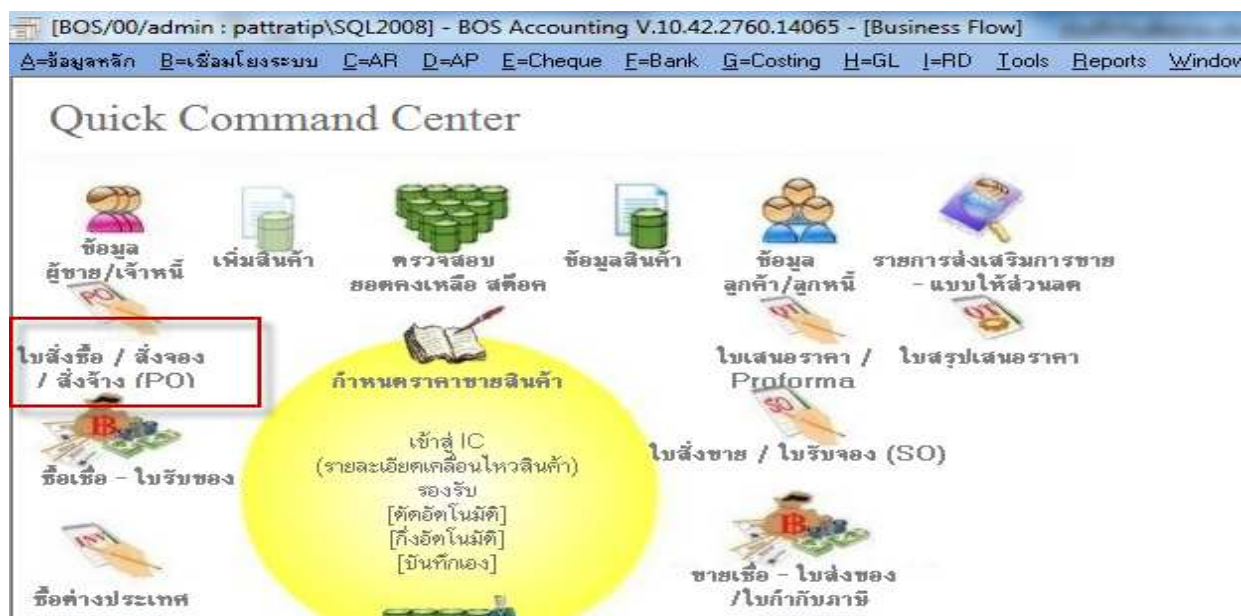 [BOS/00/admin : pattratip\SQL2008] - BOS Accounting V.10.42.2760.14065 - [Business Flow]
A=ข้อมูลหลัก B=เชื่อมโยงระบบ C=AR D=AP E=Cheque F=Bank G=Costing H=GL I=RD Tools Reports Window
Quick Command Center
ข้อมูล
ผู้ขาย/เจ้าหนี้
เพิ่มสินค้า
ตรวจสอบ
ยอดคงเหลือ สต๊อค
ข้อมูลสินค้า
ข้อมูล
ลูกค้า/ลูกหนี้
รายการส่งเสริมการขาย
- แบบให้ส่วนลด
PO
QT
QT
ใบสั่งซื้อ / สั่งจอง
/ สั่งจ้าง (PO)
กำหนดราคาขายสินค้า
ใบเสนอราคา /
Proforma
ใบสรุปเสนอราคา
B
SO
ซื้อเชื่อ - ใบรับของ
เข้าสู่ IC
(รายละเอียดเคลื่อนไหวสินค้า)
รองรับ
[ตัดอัตโนมัติ]
[กึ่งอัตโนมัติ]
[บันทึกเอง]
ใบสั่งขาย / ใบรับจอง (SO)
INV
B
ซื้อต่างประเทศ
ขายเชื่อ - ใบส่งของ
/ใบกำกับภาษี